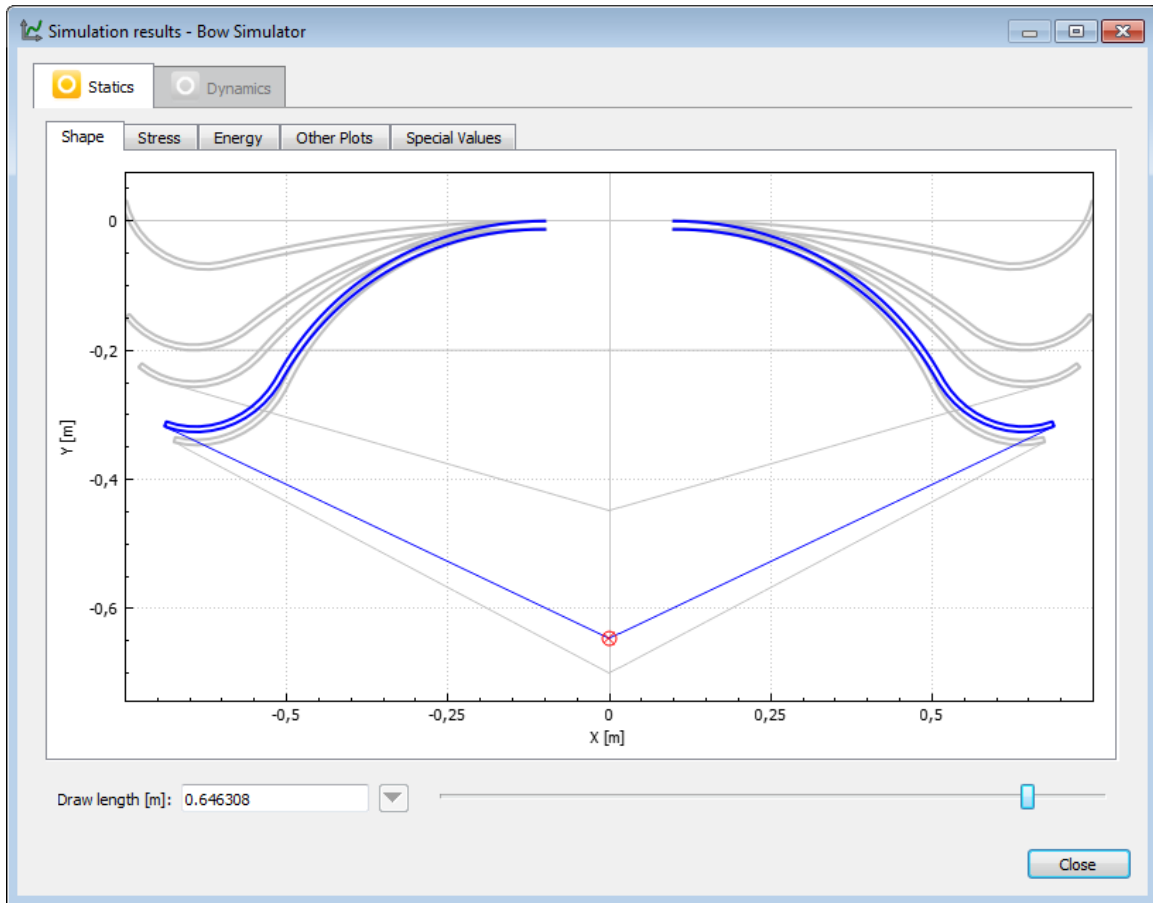 Simulation results - Bow Simulator
Statics
Dynamics
Shape
Stress
Energy
Other Plots
Special Values
0
-0,2
-0,4
-0,6
Y [m]
-0,5
-0,25
0
0,25
0,5
X [m]
Draw length [m]: 0.646308
Close